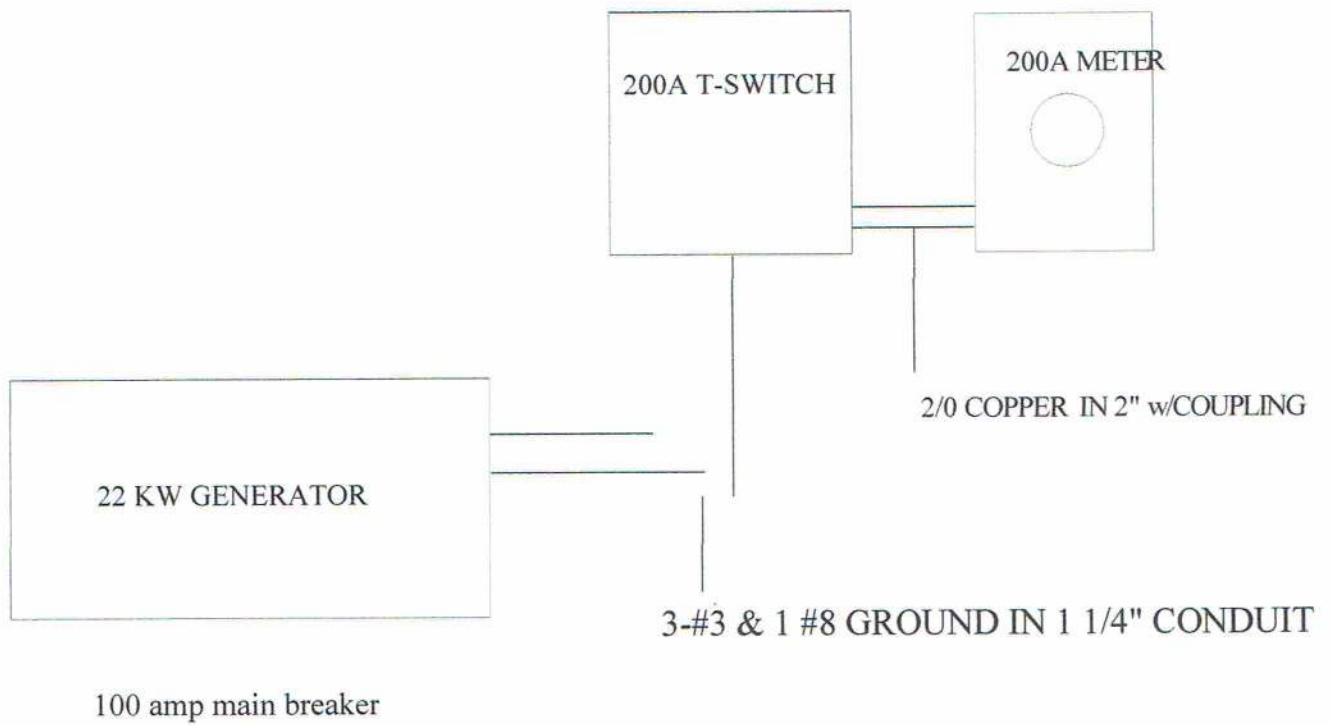 200A T-SWITCH
200A METER
2/0 COPPER IN 2" w/COUPLING
22 KW GENERATOR
3-#3 & 1 #8 GROUND IN 1 1/4" CONDUIT
100 amp main breaker